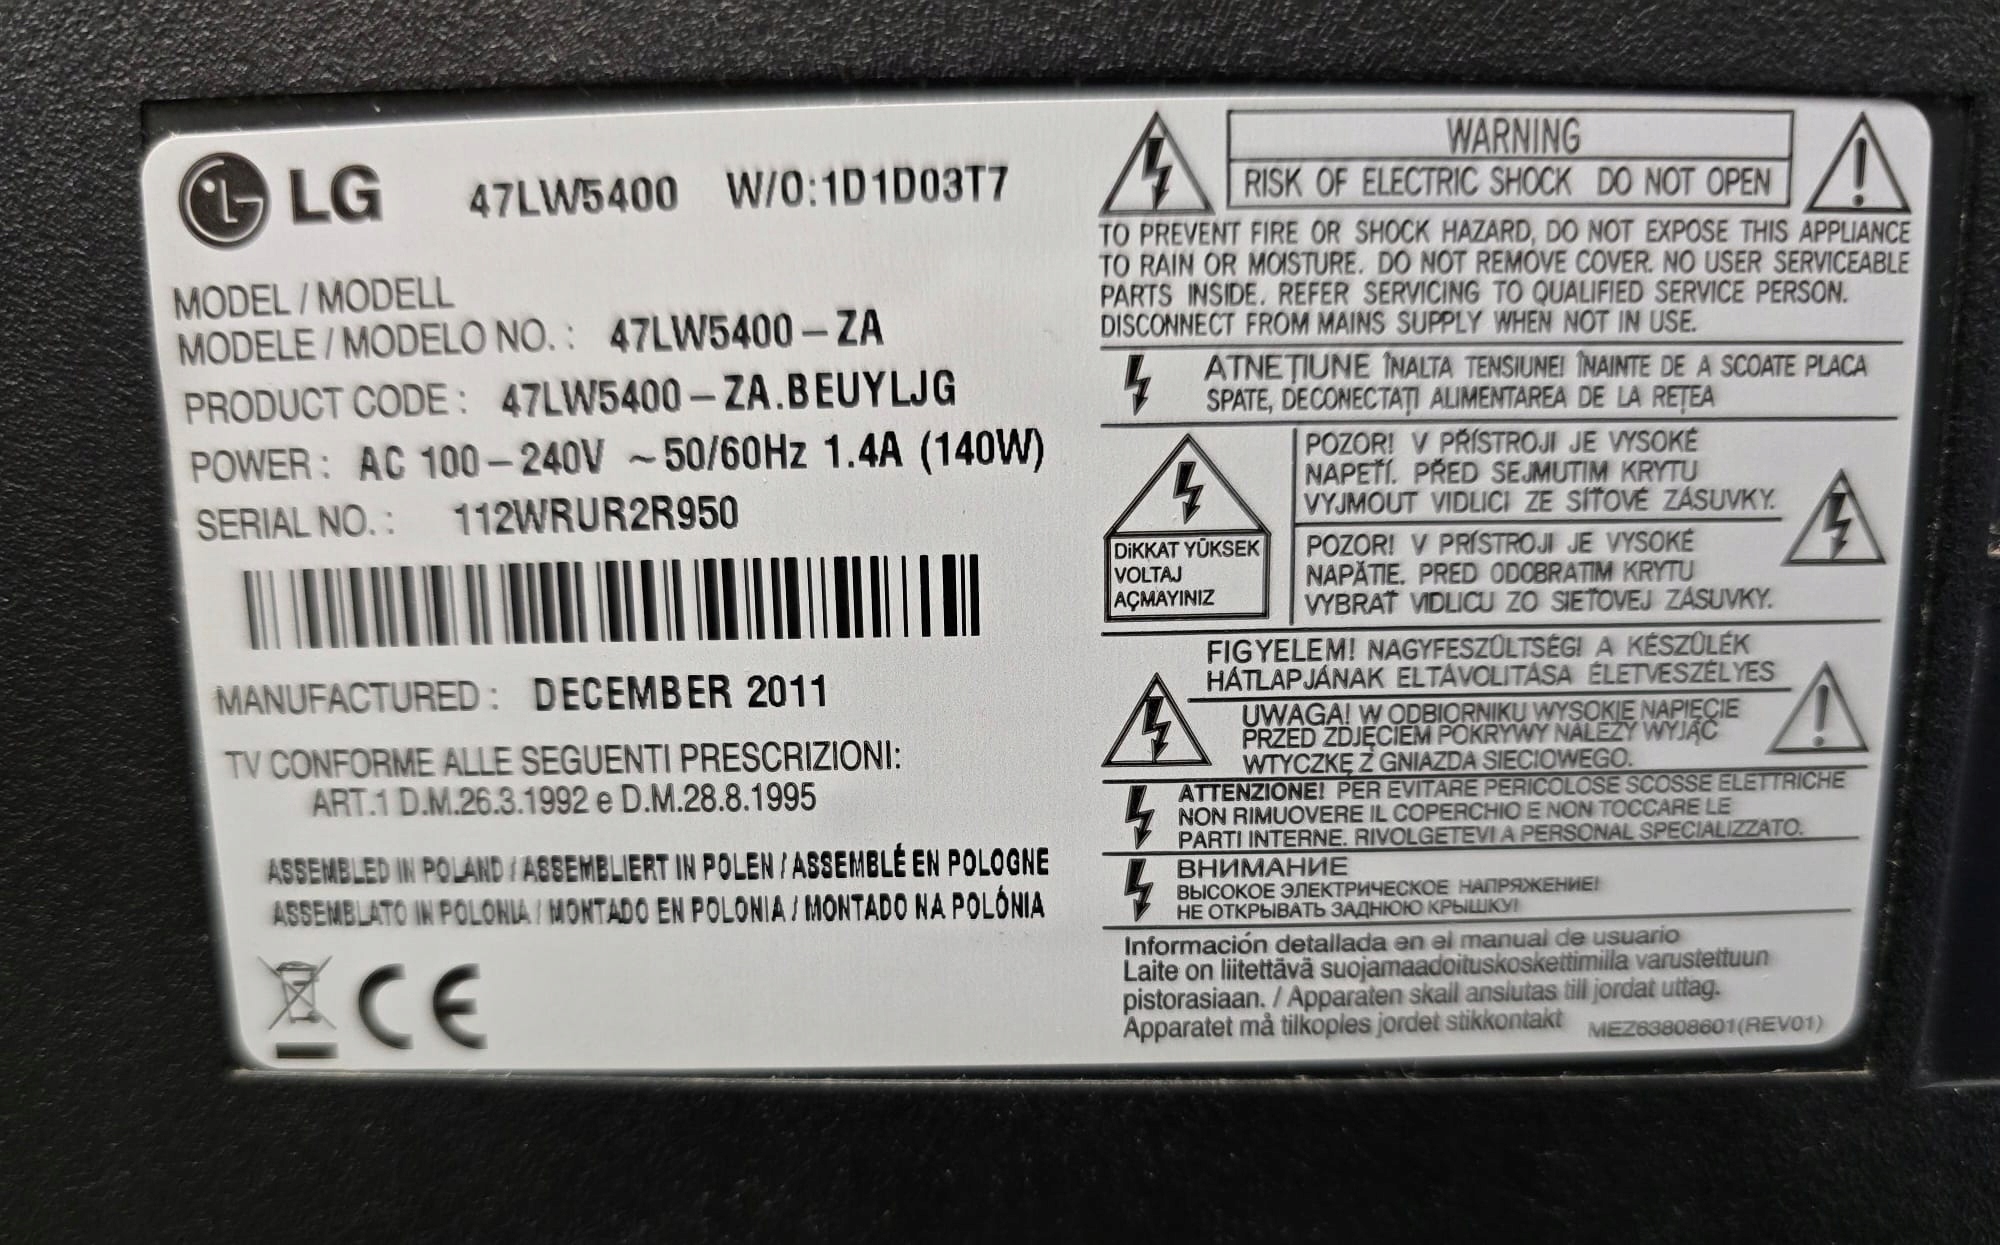 LG 47LW5400 W/O:1D1D03T7
MODEL / MODELL
MODELE / MODELO NO. : 47LW5400-ZA
PRODUCT CODE : 47LW5400-ZA.BEUYLJG
POWER : AC 100-240V ~50/60Hz 1.4A (140W)
SERIAL NO. : 112WRUR2R950
MANUFACTURED : DECEMBER 2011
TV CONFORME ALLE SEGUENTI PRESCRIZIONI:
ART.1 D.M.26.3.1992 e D.M.28.8.1995
ASSEMBLED IN POLAND / ASSEMBLIERT IN POLEN / ASSEMBLÉ EN POLOGNE
ASSEMBLATO IN POLONIA / MONTADO EN POLONIA / MONTADO NA POLÓNIA
CE
WARNING
RISK OF ELECTRIC SHOCK DO NOT OPEN
TO PREVENT FIRE OR SHOCK HAZARD, DO NOT EXPOSE THIS APPLIANCE
TO RAIN OR MOISTURE. DO NOT REMOVE COVER. NO USER SERVICEABLE
PARTS INSIDE. REFER SERVICING TO QUALIFIED SERVICE PERSON.
DISCONNECT FROM MAINS SUPPLY WHEN NOT IN USE.
ATNEȚIUNE ÎNALTA TENSIUNE! ÎNAINTE DE A SCOATE PLACA
SPATE, DECONECTAȚI ALIMENTAREA DE LA REȚEA
DİKKAT YÜKSEK
VOLTAJ
AÇMAYINIZ
POZOR! V PŘÍSTROJI JE VYSOKÉ
NAPETÍ. PŘED SEJMUTIM KRYTU
VYJMOUT VIDLICI ZE SÍŤOVÉ ZÁSUVKY.
POZOR! V PRÍSTROJI JE VYSOKÉ
NAPÄTIE. PRED ODOBRATIM KRYTU
VYBRAŤ VIDLICU ZO SIEŤOVEJ ZÁSUVKY.
FIGYELEM! NAGYFESZÜLTSÉG! A KÉSZÜLÉK
HÁTLAPJÁNAK ELTÁVOLITÁSA ÉLETVESZÉLYES
UWAGA! W ODBIORNIKU WYSOKIE NAPIĘCIE
PRZED ZDJĘCIEM POKRYWY NALEŻY WYJĄĆ
WTYCZKĘ Z GNIAZDA SIECIOWEGO.
ATTENZIONE! PER EVITARE PERICOLOSE SCOSSE ELETTRICHE
NON RIMUOVERE IL COPERCHIO E NON TOCCARE LE
PARTI INTERNE. RIVOLGETEVI A PERSONAL SPECIALIZZATO.
ВНИМАНИЕ
ВЫСОКОЕ ЭЛЕКТРИЧЕСКОЕ НАПРЯЖЕНИЕ!
НЕ ОТКРЫВАТЬ ЗАДНЮЮ КРЫШКУ!
Información detallada en el manual de usuario
Laite on liitettävä suojamaadoituskoskettimilla varustettuun
pistorasiaan. / Apparaten skall anslutas till jordat uttag.
Apparatet må tilkoples jordet stikkontakt MEZ63808601(REV01)